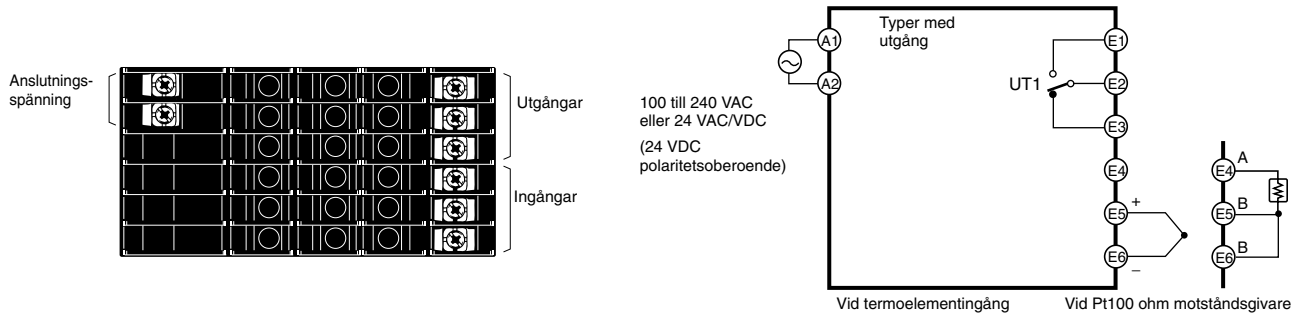 Anslutnings-
spänning
Utgångar
Ingångar
100 till 240 VAC
eller 24 VAC/VDC
(24 VDC
polaritetsoberoende)
Typer med
utgång
A1
A2
UT1
E1
E2
E3
E4
E5
+
E6
–
E4
A
E5
B
E6
B
Vid termoelementingång
Vid Pt100 ohm motståndsgivare